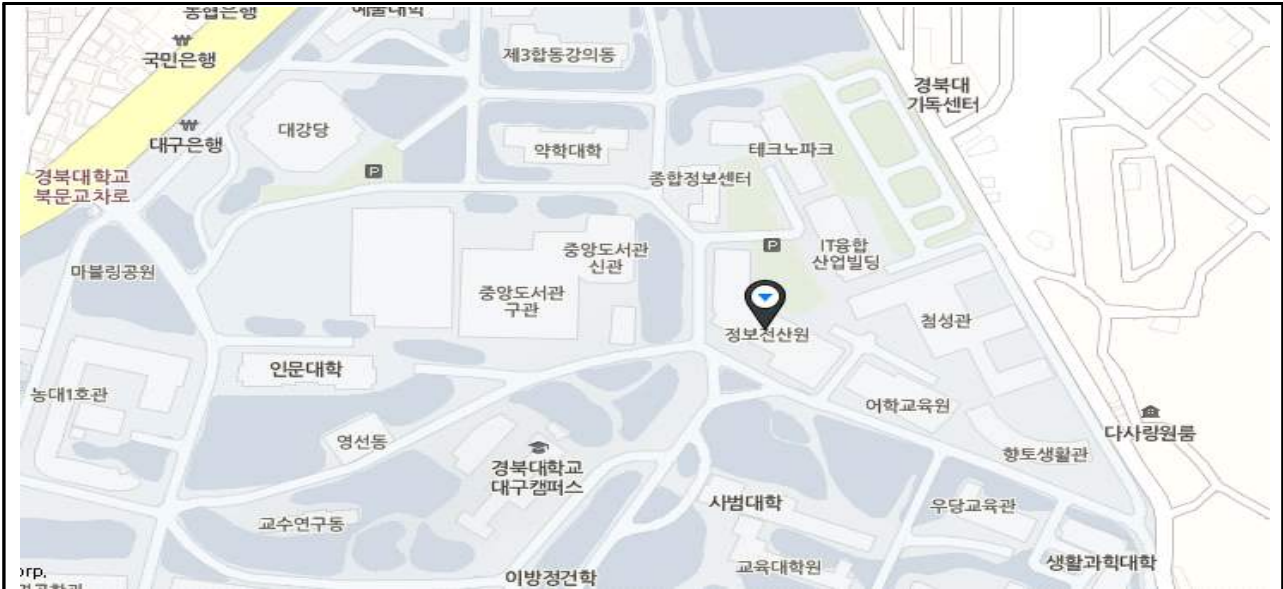 농협은행
예술대학
₩
국민은행
제3합동강의동
경북대
기독센터
₩
대구은행
대강당
약학대학
테크노파크
P
종합정보센터
경북대학교
북문교차로
P
중앙도서관
신관
IT융합
산업빌딩
마블링공원
중앙도서관
구관
첨성관
정보전산원
인문대학
농대1호관
어학교육원
다사랑원룸
영선동
향토생활관
경북대학교
대구캠퍼스
사범대학
우당교육관
교수연구동
생활과학대학
교육대학원
이방정건학